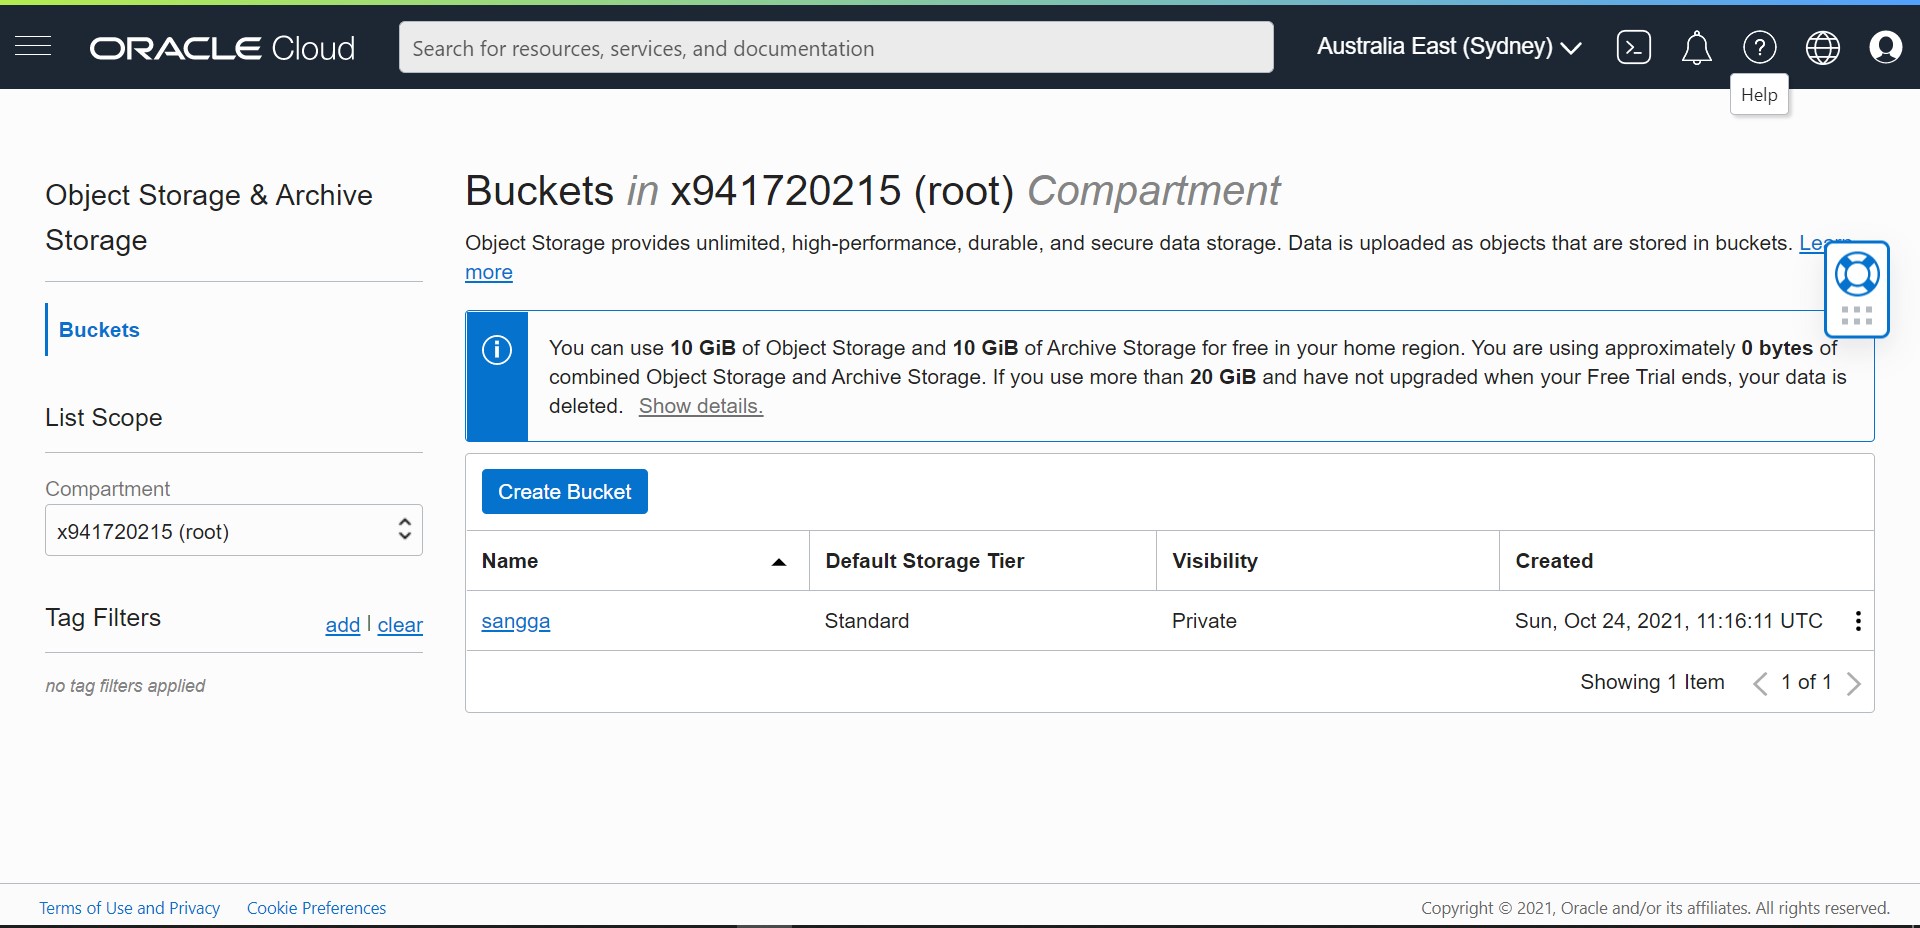 ORACLE Cloud
Search for resources, services, and documentation
Australia East (Sydney)
Help
Object Storage & Archive
Storage
Buckets
List Scope
Compartment
x941720215 (root)
Tag Filters
add | clear
no tag filters applied
Buckets in x941720215 (root) Compartment
Object Storage provides unlimited, high-performance, durable, and secure data storage. Data is uploaded as objects that are stored in buckets. Learn
more
You can use 10 GiB of Object Storage and 10 GiB of Archive Storage for free in your home region. You are using approximately 0 bytes of
combined Object Storage and Archive Storage. If you use more than 20 GiB and have not upgraded when your Free Trial ends, your data is
deleted. Show details.
Create Bucket
Name Default Storage Tier Visibility Created
sangga Standard Private Sun, Oct 24, 2021, 11:16:11 UTC
Showing 1 Item 1 of 1
Terms of Use and Privacy Cookie Preferences
Copyright © 2021, Oracle and/or its affiliates. All rights reserved.